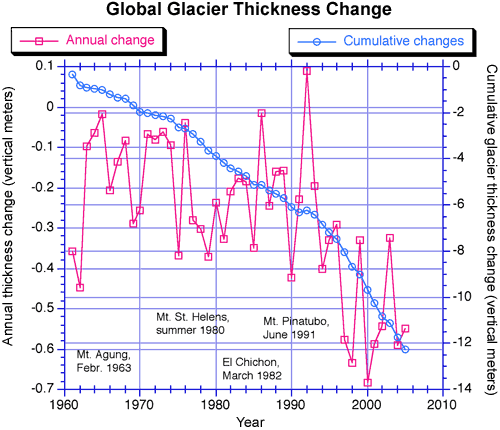 Global Glacier Thickness Change
Annual change
Cumulative changes
0.1
0
-0.1
-0.2
-0.3
-0.4
-0.5
-0.6
-0.7
Annual thickness change (vertical meters)
0
-2
-4
-6
-8
-10
-12
-14
Cumulative glacier thickness
change (vertical meters)
Mt. Agung,
Febr. 1963
Mt. St. Helens,
summer 1980
El Chichon,
March 1982
Mt. Pinatubo,
June 1991
1960
1970
1980
1990
2000
2010
Year